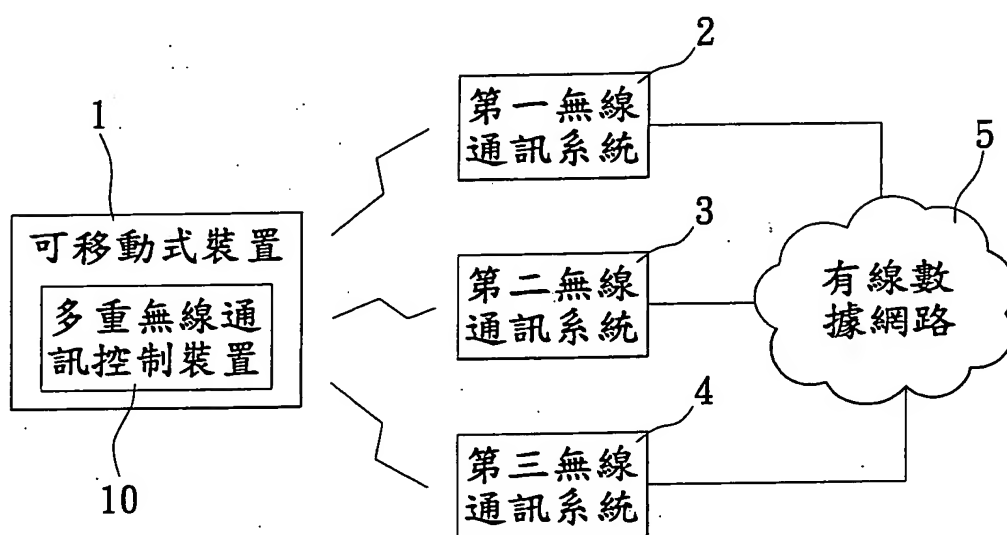 2
第一無線
通訊系統
1
5
可移動式裝置
3
第二無線
通訊系統
有線數
據網路
多重無線通
訊控制裝置
4
第三無線
通訊系統
10